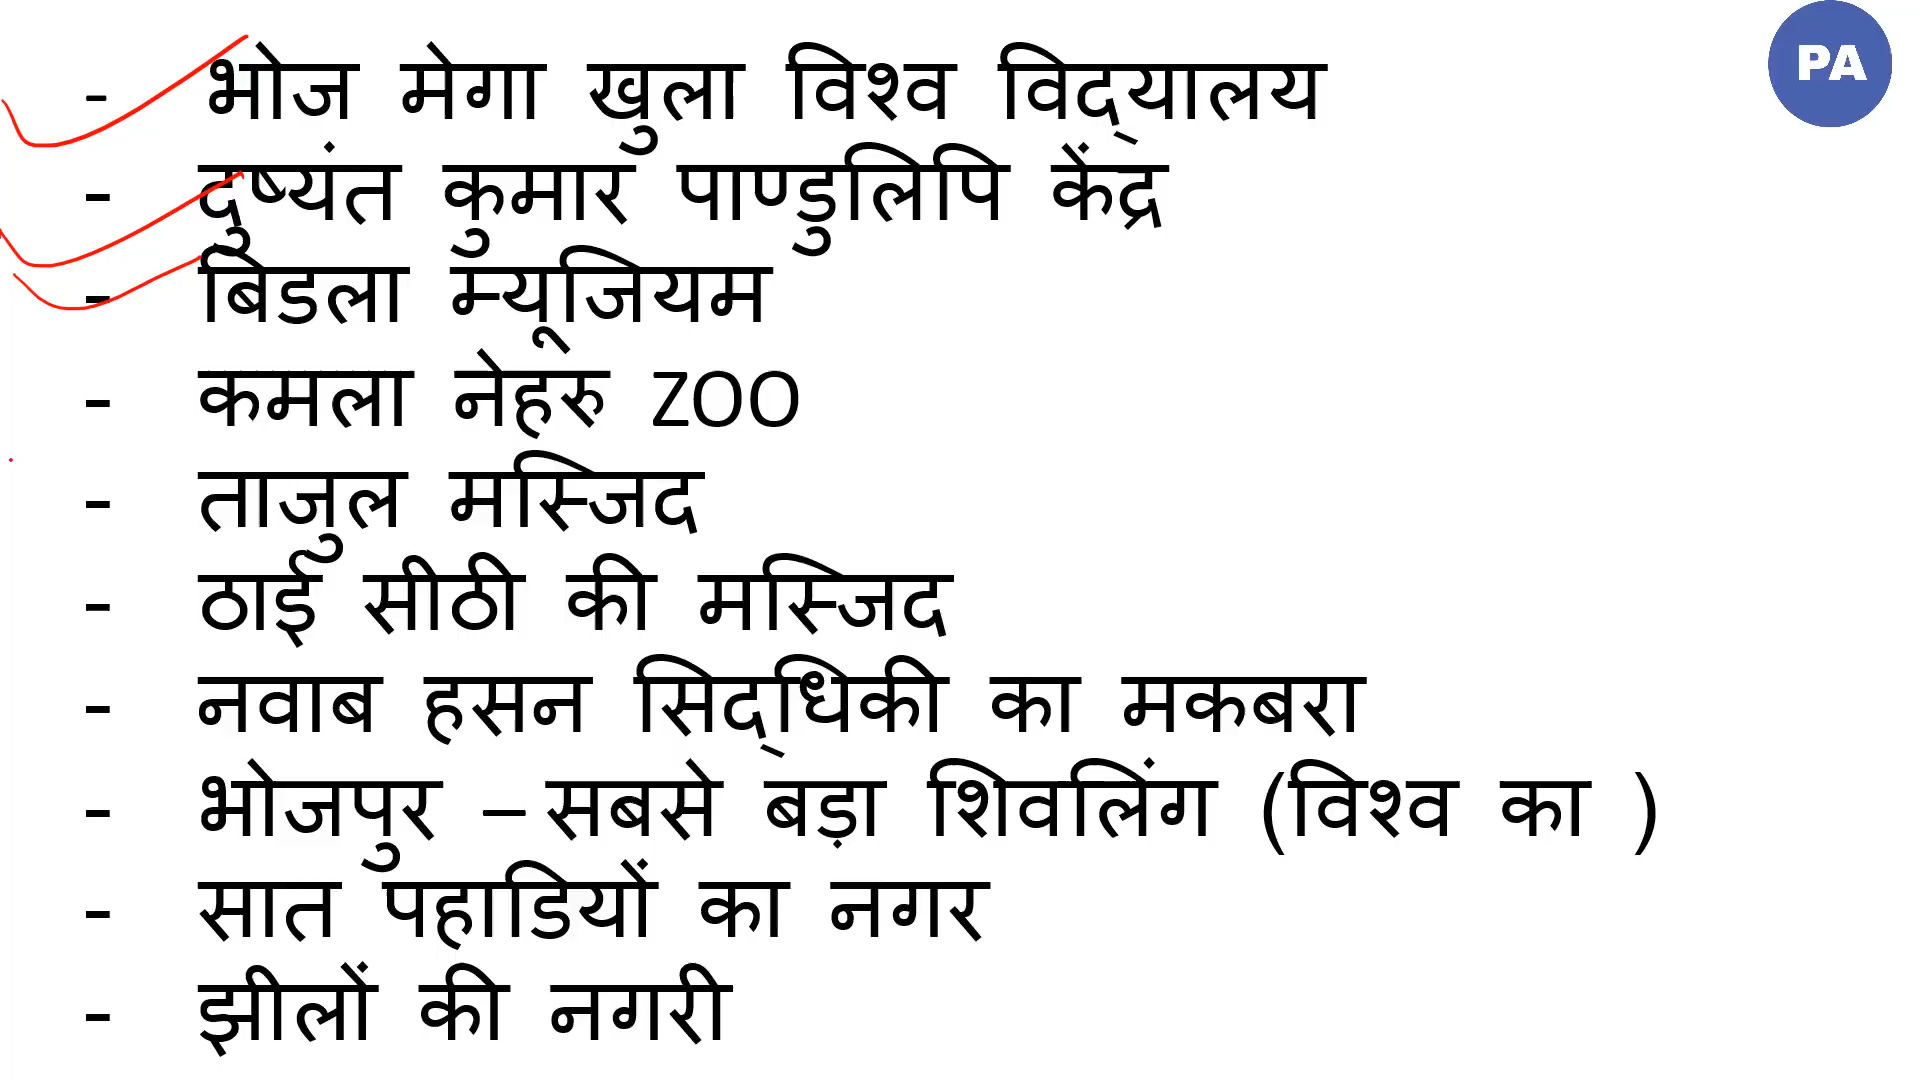 PA
- भोज मेगा खुला विश्व विद्यालय
- दुष्यंत कुमार पाण्डुलिपि केंद्र
- बिडला म्यूजियम
- कमला नेहरु ZOO
- ताजुल मस्जिद
- ठाई सीठी की मस्जिद
- नवाब हसन सिद्धिकी का मकबरा
- भोजपुर – सबसे बड़ा शिवलिंग (विश्व का )
- सात पहाडियों का नगर
- झीलों की नगरी